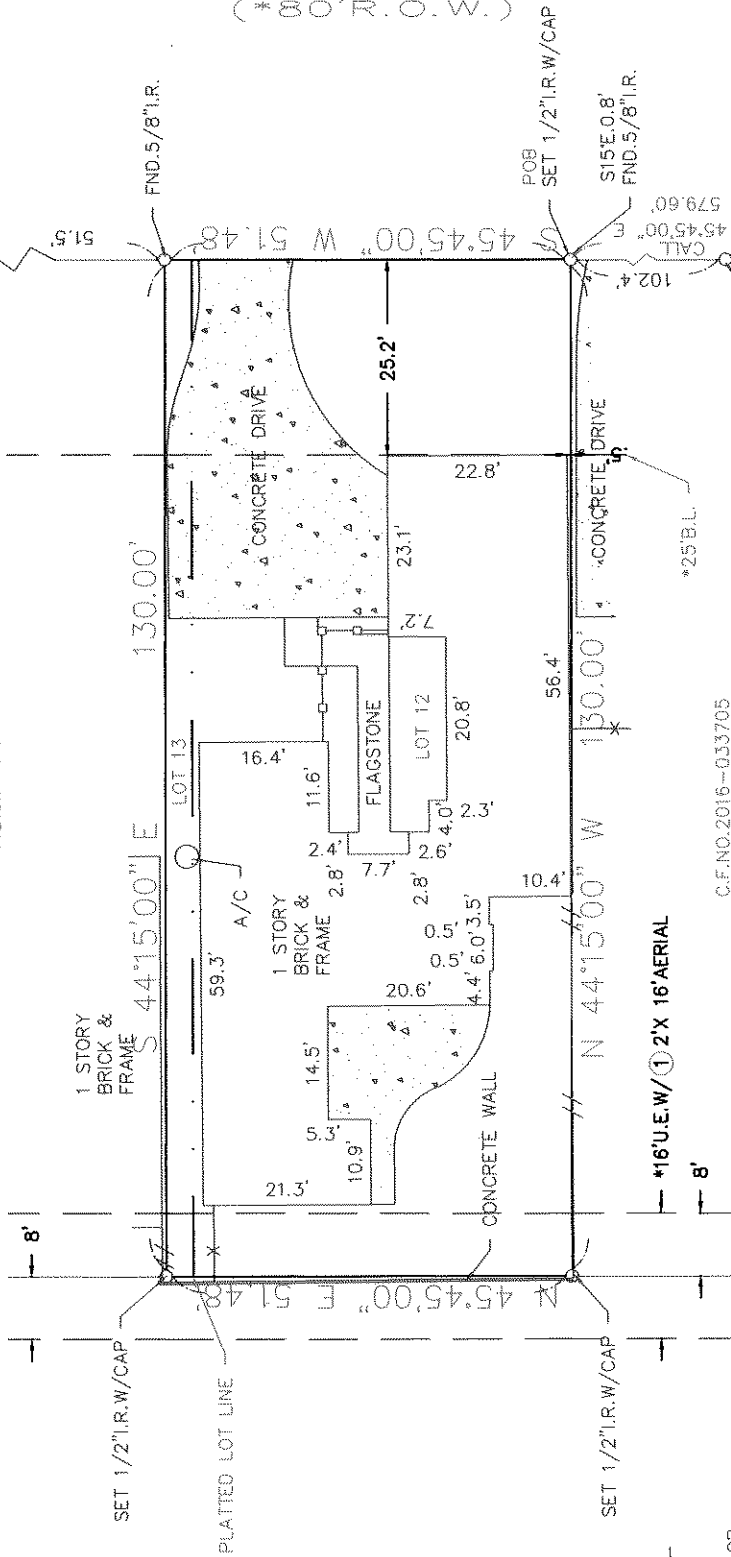 (*80'R.O.W.)
FND.5/8"I.R.
51.5'
SET 1/2"I.R.W/CAP
POB
SET 1/2"I.R.W/CAP
S15°E.0.8'
FND.5/8"I.R.
CALL
45°45'00" E
579.60'
102.4'
S 45°45'00" W 51.48'
130.00'
S 44°15'00" E
LOT 13
1 STORY
BRICK &
FRAME
CONCRETE DRIVE
25.2'
22.8'
23.1'
7.2'
16.4'
11.6'
FLAGSTONE
LOT 12
20.8'
2.4'
2.8'
7.7'
2.6'
2.8'
4.0'
2.3'
A/C
59.3'
1 STORY
BRICK &
FRAME
10.4'
3.5'
0.5'
6.0'
0.5'
4.4'
20.6'
14.5'
5.3'
10.9'
21.3'
56.4'
CONCRETE DRIVE
.5'
*25'B.L.
N 44°15'00" W 130.00'
CONCRETE WALL
N 45°45'00" E 51.48'
8'
PLATTED LOT LINE
SET 1/2"I.R.W/CAP
*16'U.E.W/ 1 2'X 16'AERIAL
8'
C.F.NO.2016-033705